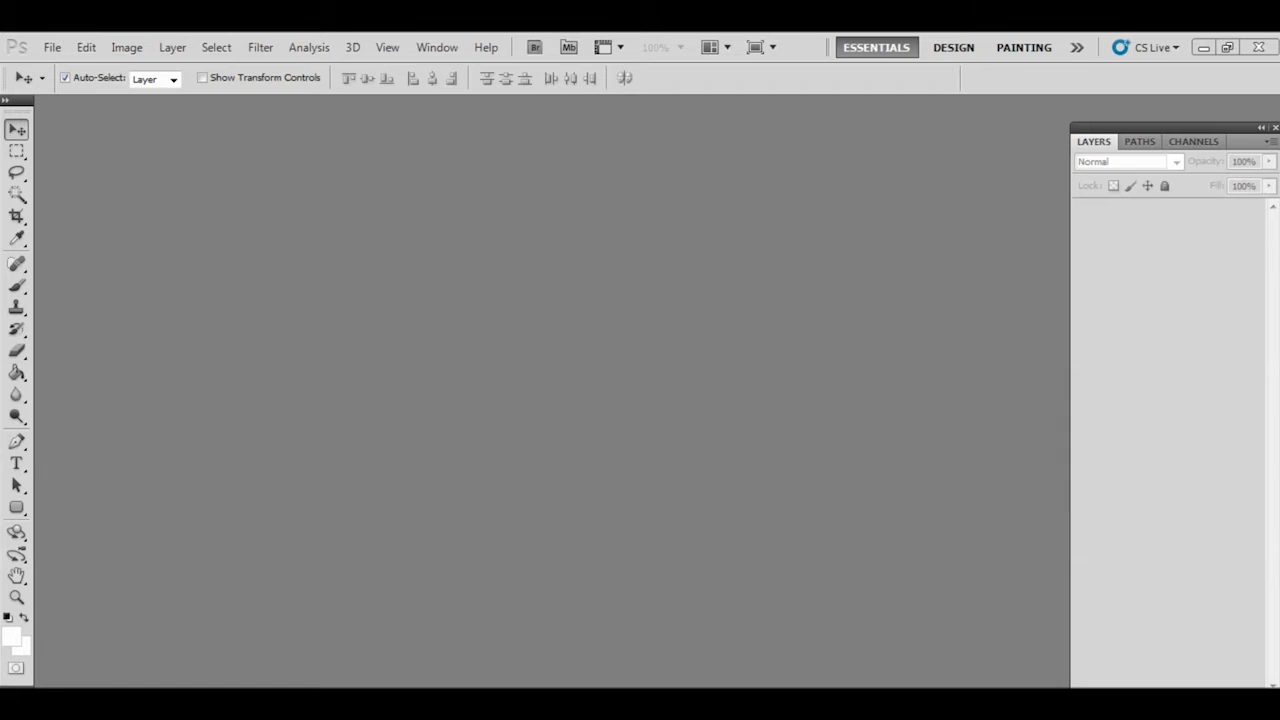 Ps File Edit Image Layer Select Filter Analysis 3D View Window Help Br Mb 100% ESSENTIALS DESIGN PAINTING CS Live
Auto-Select: Layer Show Transform Controls
LAYERS PATHS CHANNELS
Normal Opacity: 100%
Lock: Fill: 100%
T